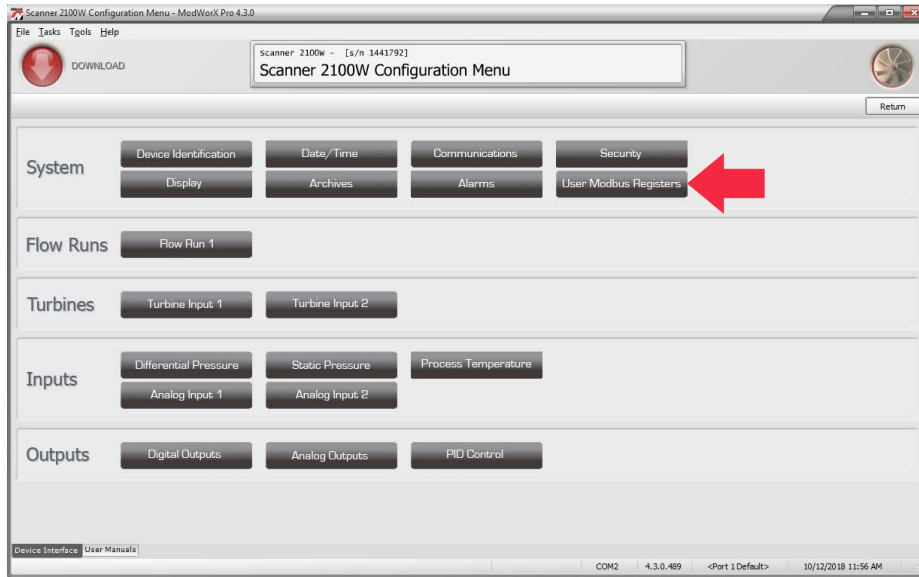 Scanner 2100W Configuration Menu - ModWorX Pro 4.3.0
File Tasks Tools Help
DOWNLOAD
Scanner 2100W - [s/n 1441792]
Scanner 2100W Configuration Menu
Return
System
Device Identification Date/Time Communications Security
Display Archives Alarms User Modbus Registers
Flow Runs Flow Run 1
Turbines Turbine Input 1 Turbine Input 2
Inputs
Differential Pressure Static Pressure Process Temperature
Analog Input 1 Analog Input 2
Outputs Digital Outputs Analog Outputs PID Control
Device Interface User Manuals
COM2 4.3.0.489 <Port 1 Default> 10/12/2018 11:56 AM